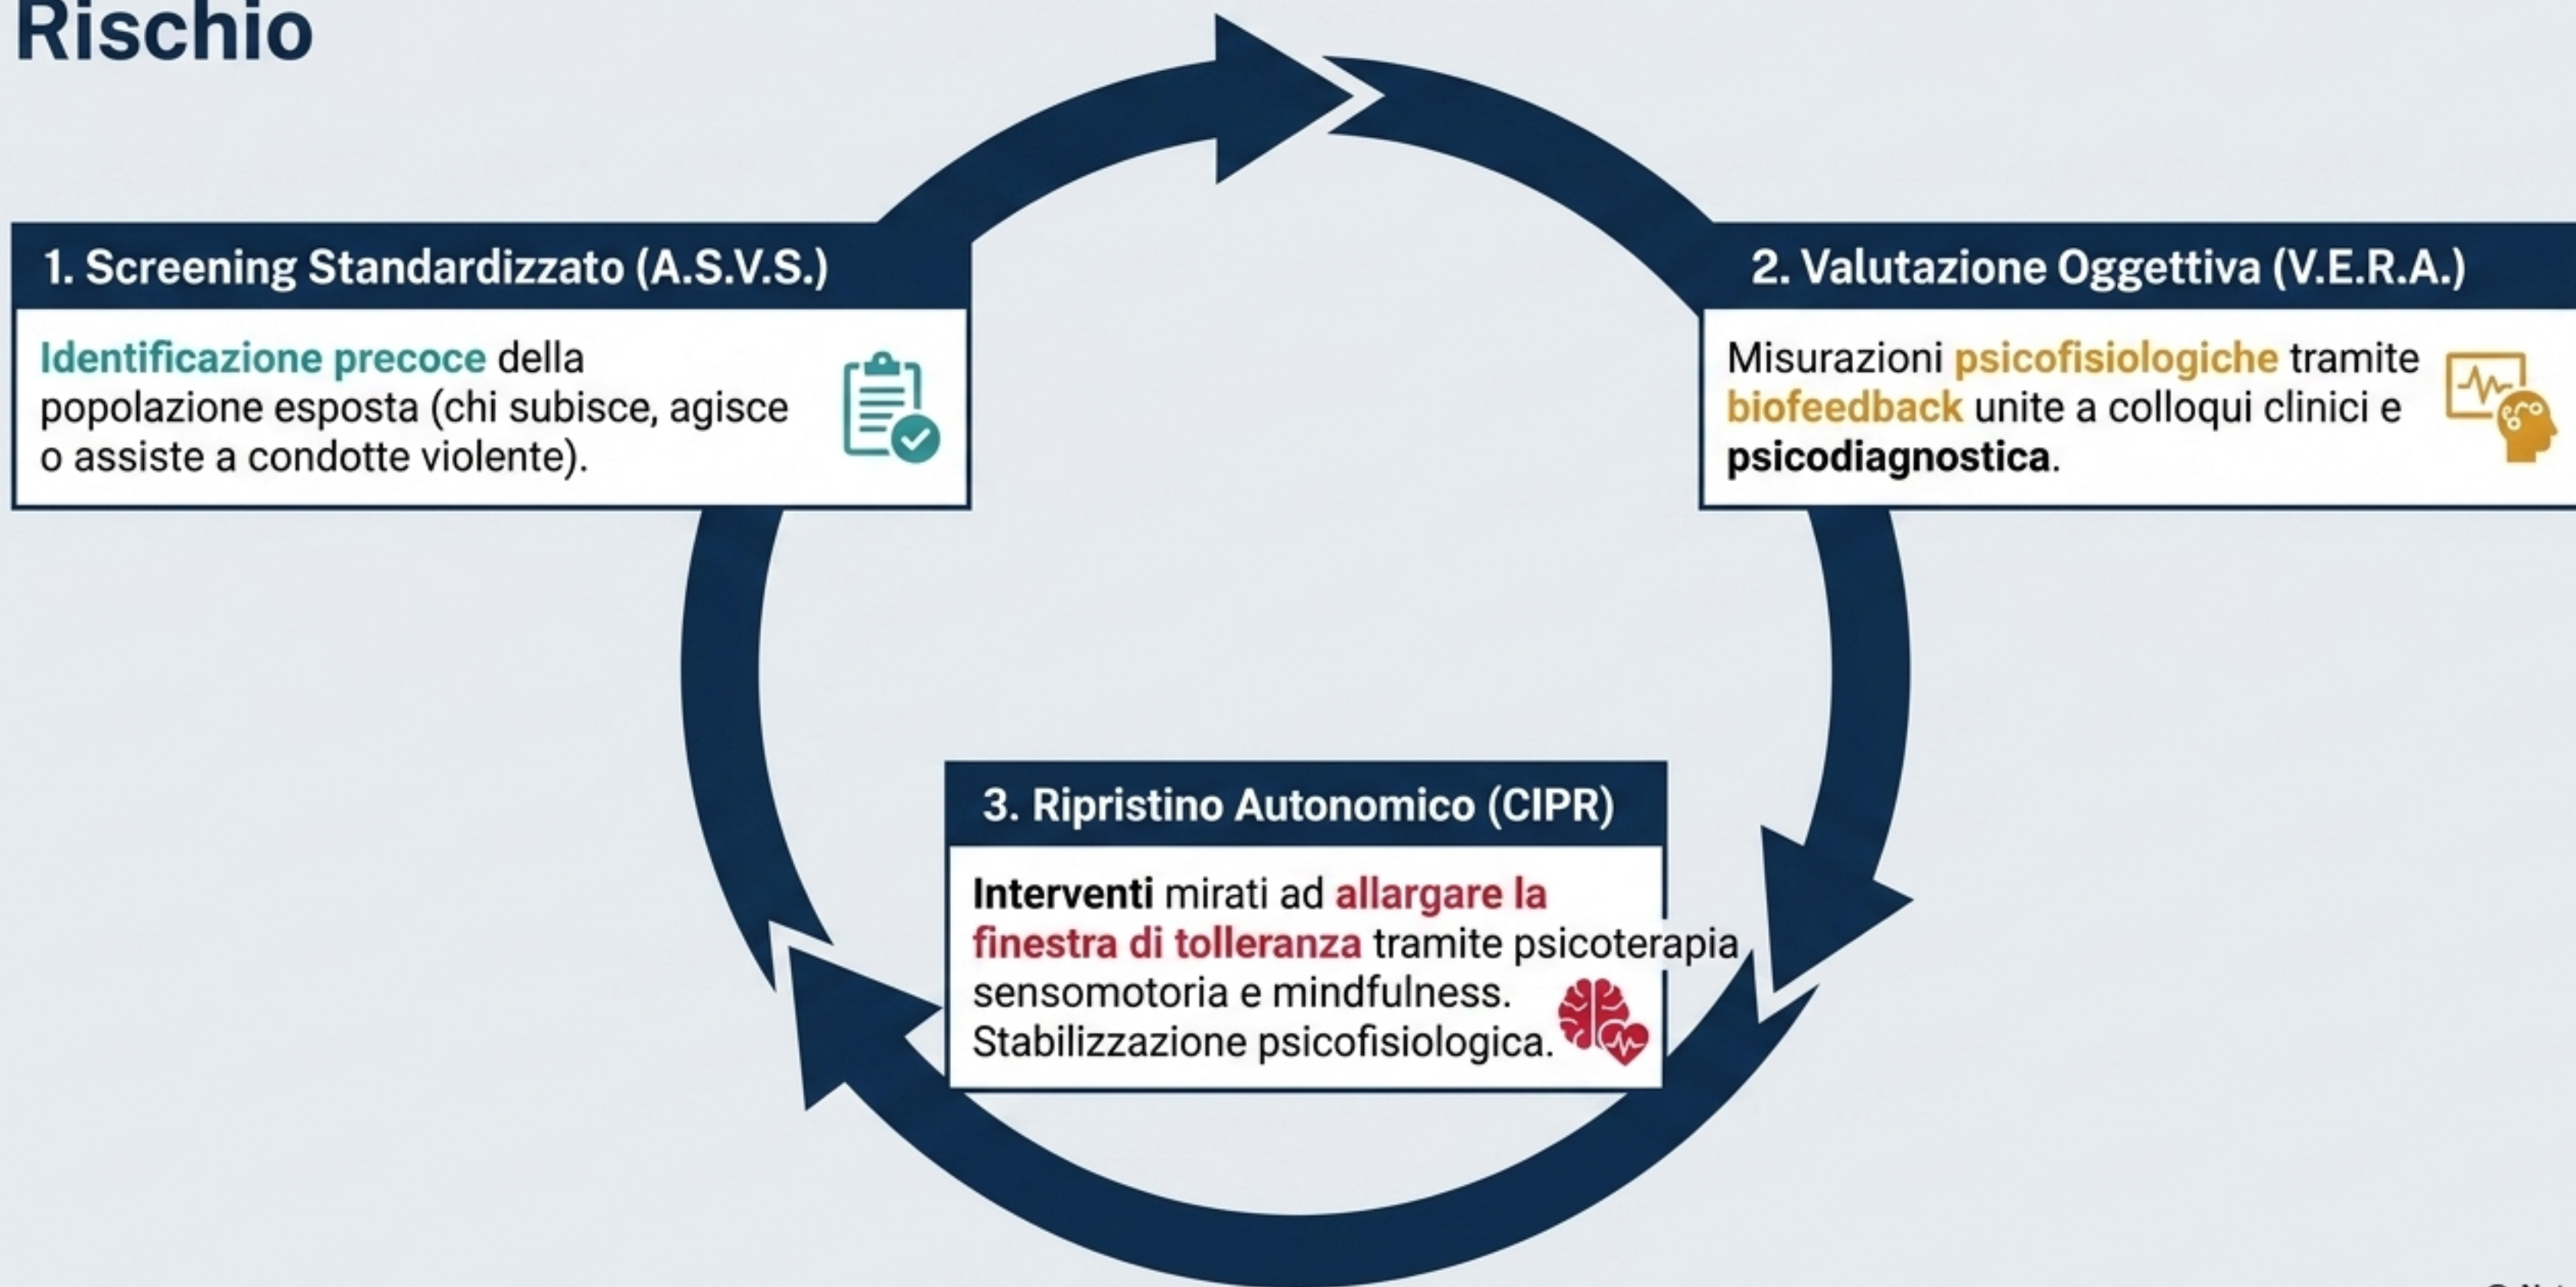 Rischio
1. Screening Standardizzato (A.S.V.S.)
Identificazione precoce della
popolazione esposta (chi subisce, agisce
o assiste a condotte violente).
2. Valutazione Oggettiva (V.E.R.A.)
Misurazioni psicofisiologiche tramite
biofeedback unite a colloqui clinici e
psicodiagnostica.
3. Ripristino Autonomico (CIPR)
Interventi mirati ad allargare la
finestra di tolleranza tramite psicoterapia
sensomotoria e mindfulness.
Stabilizzazione psicofisiologica.